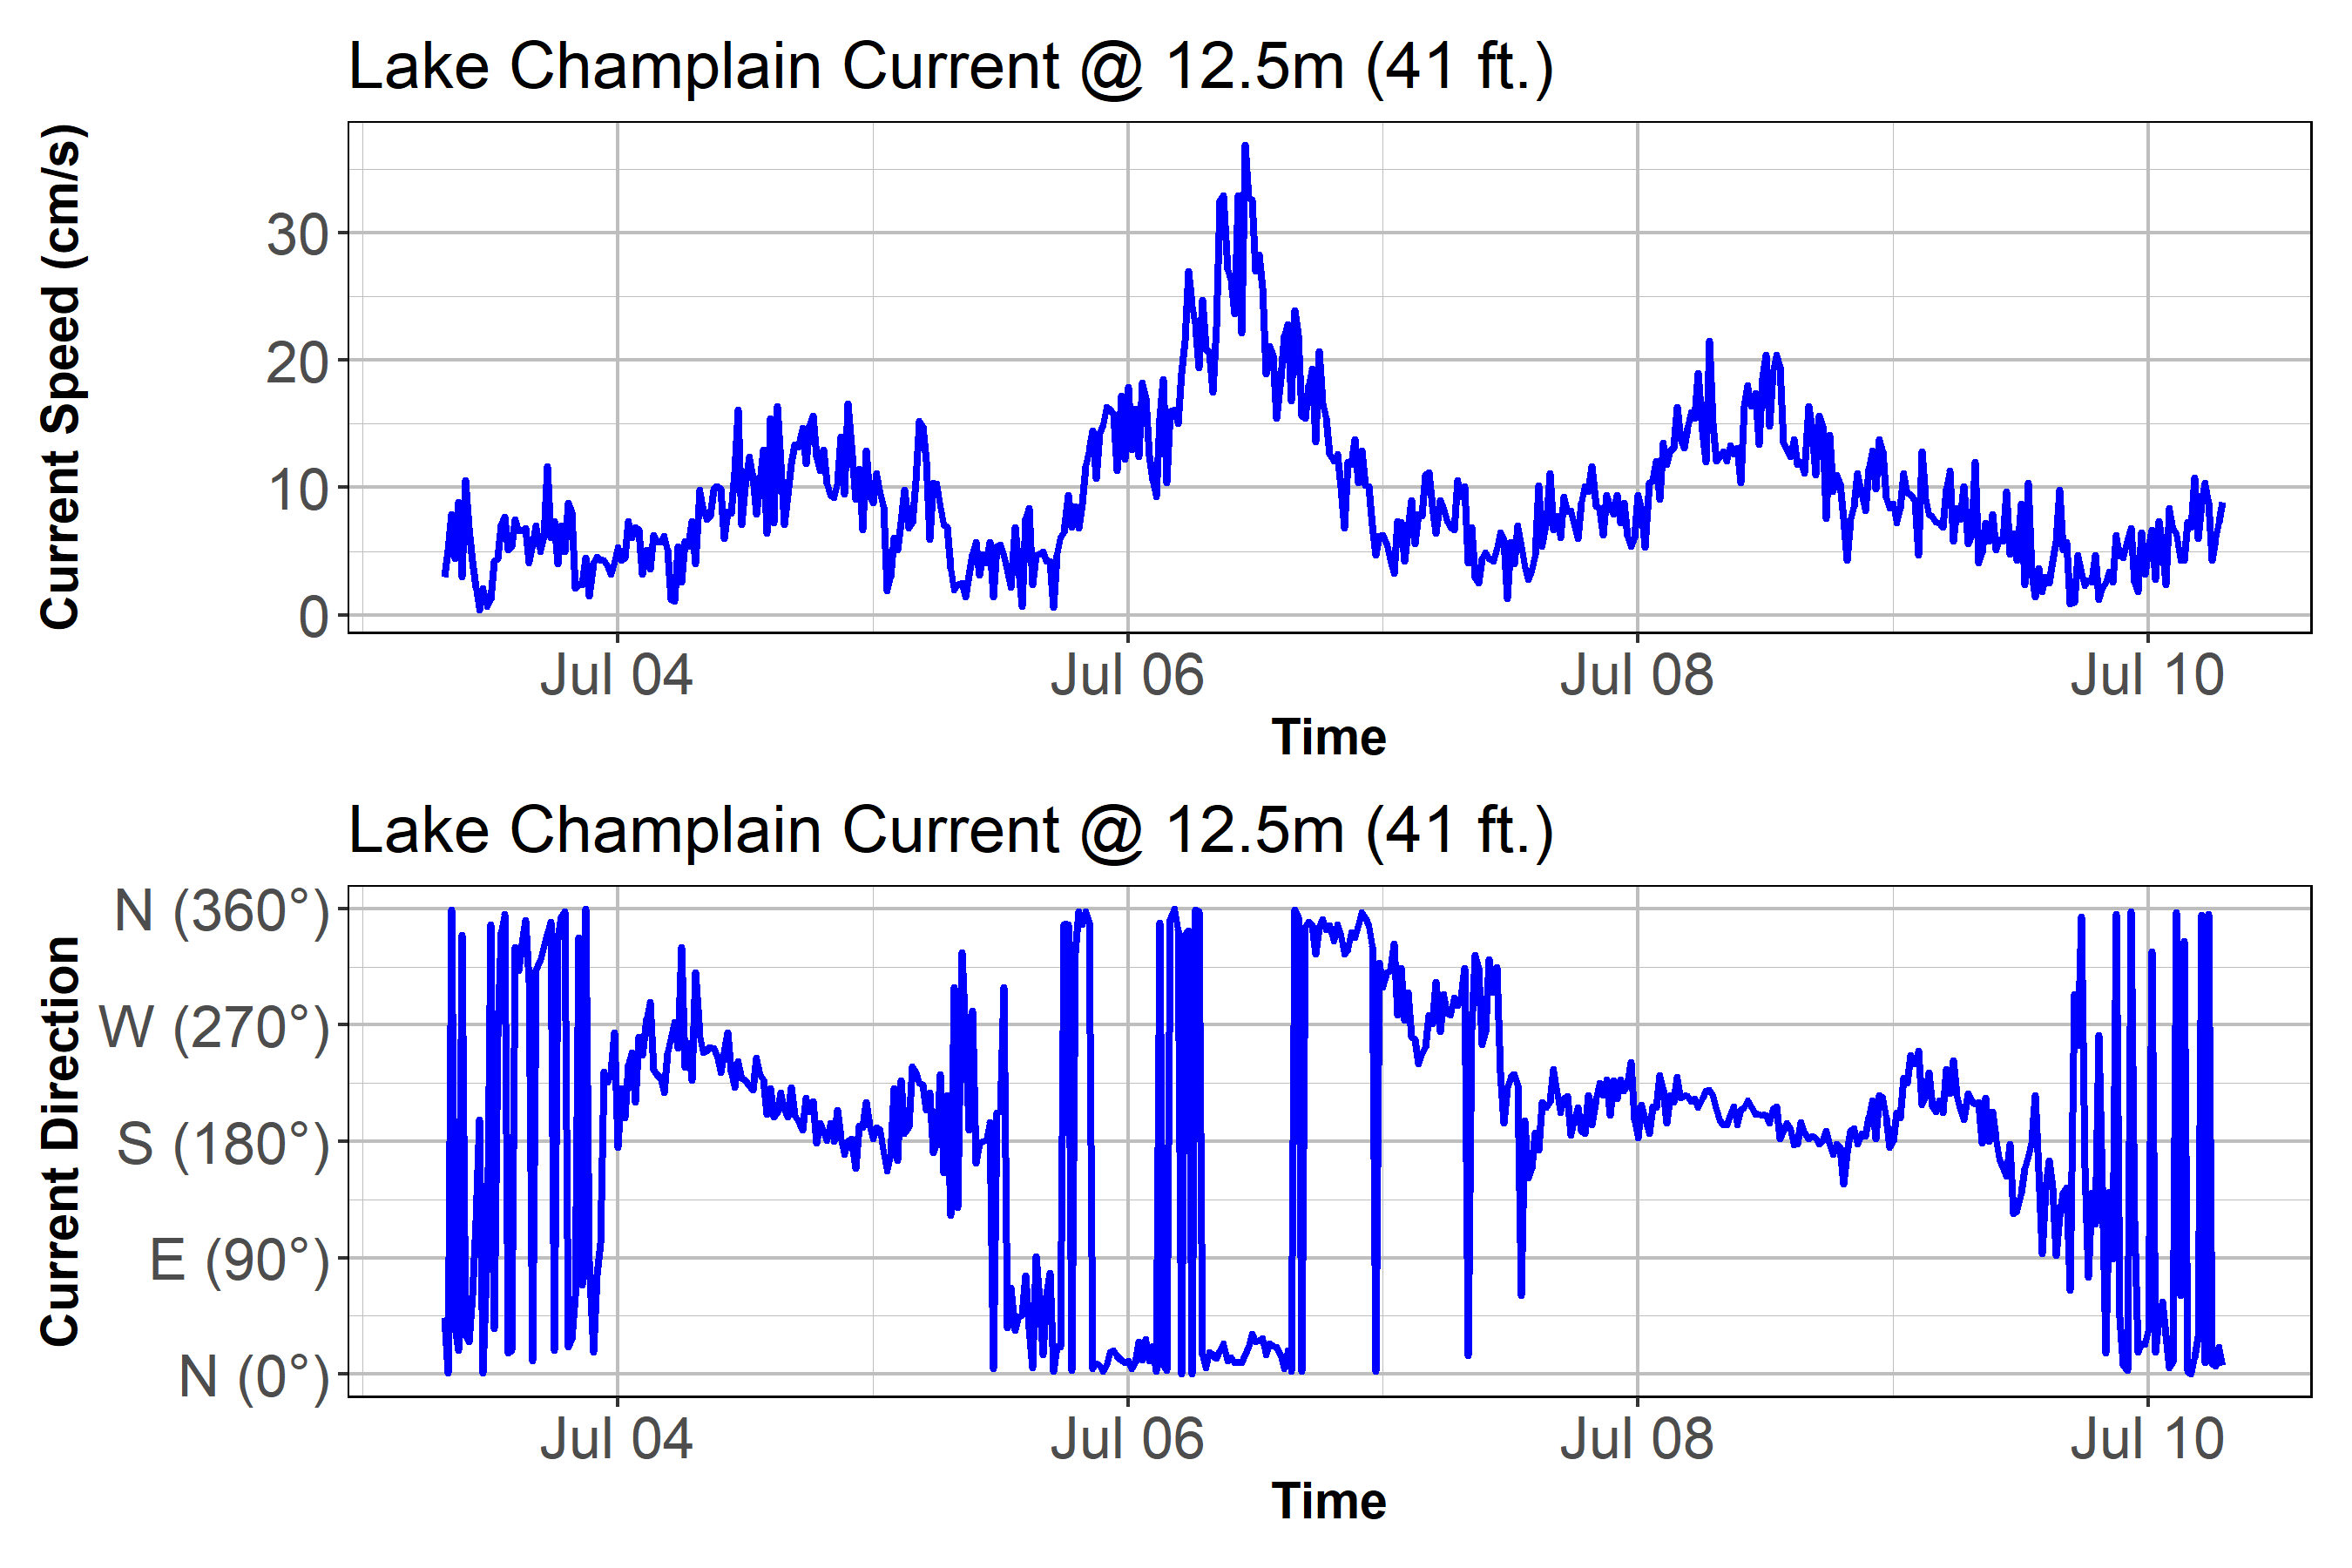 Lake Champlain Current @ 12.5m (41 ft.)
Current Speed (cm/s)
30
20
10
0
Jul 04 Jul 06 Jul 08 Jul 10
Time
Lake Champlain Current @ 12.5m (41 ft.)
Current Direction
N (360°)
W (270°)
S (180°)
E (90°)
N (0°)
Jul 04 Jul 06 Jul 08 Jul 10
Time